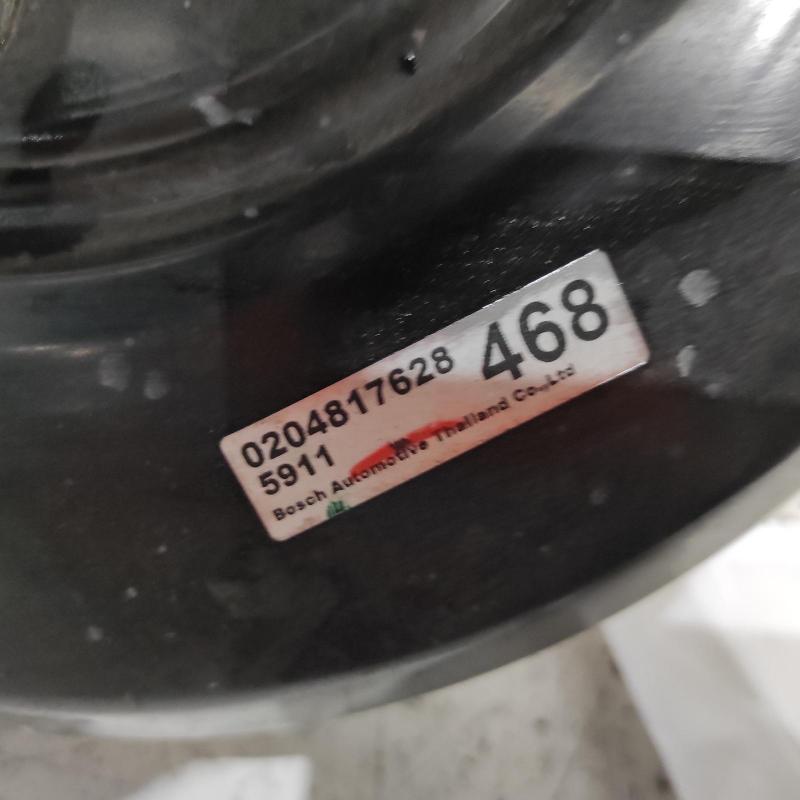 0204817628 468
5911
Bosch Automotive Thailand Co.,Ltd